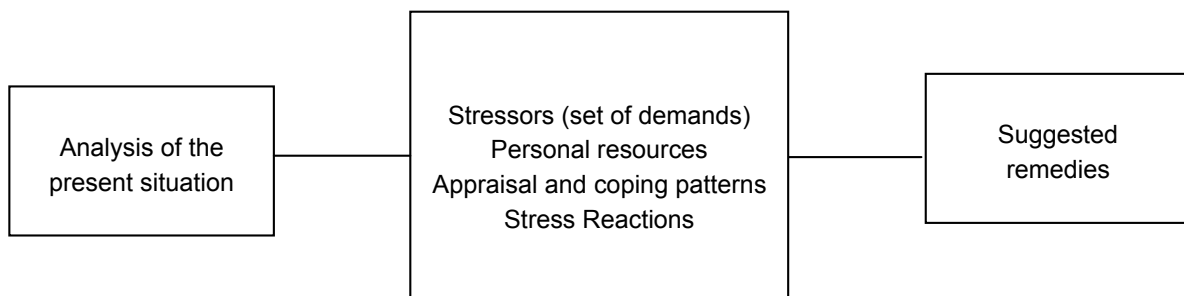 Analysis of the
present situation
Stressors (set of demands)
Personal resources
Appraisal and coping patterns
Stress Reactions
Suggested
remedies